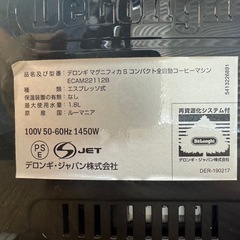 品名及び型番：デロンギ マグニフィカS コンパクト全自動コーヒーマシン
ECAM22112B
種類：エスプレッソ式
保温装置の有無：なし
最大使用水量：1.8L
原産国：ルーマニア
100V 50-60Hz 1450W
PS
E
S JET
デロンギ・ジャパン株式会社
5413226091
再資源化システム付
DeLonghi
デロンギ・ジャパン株式会社
DER-190217